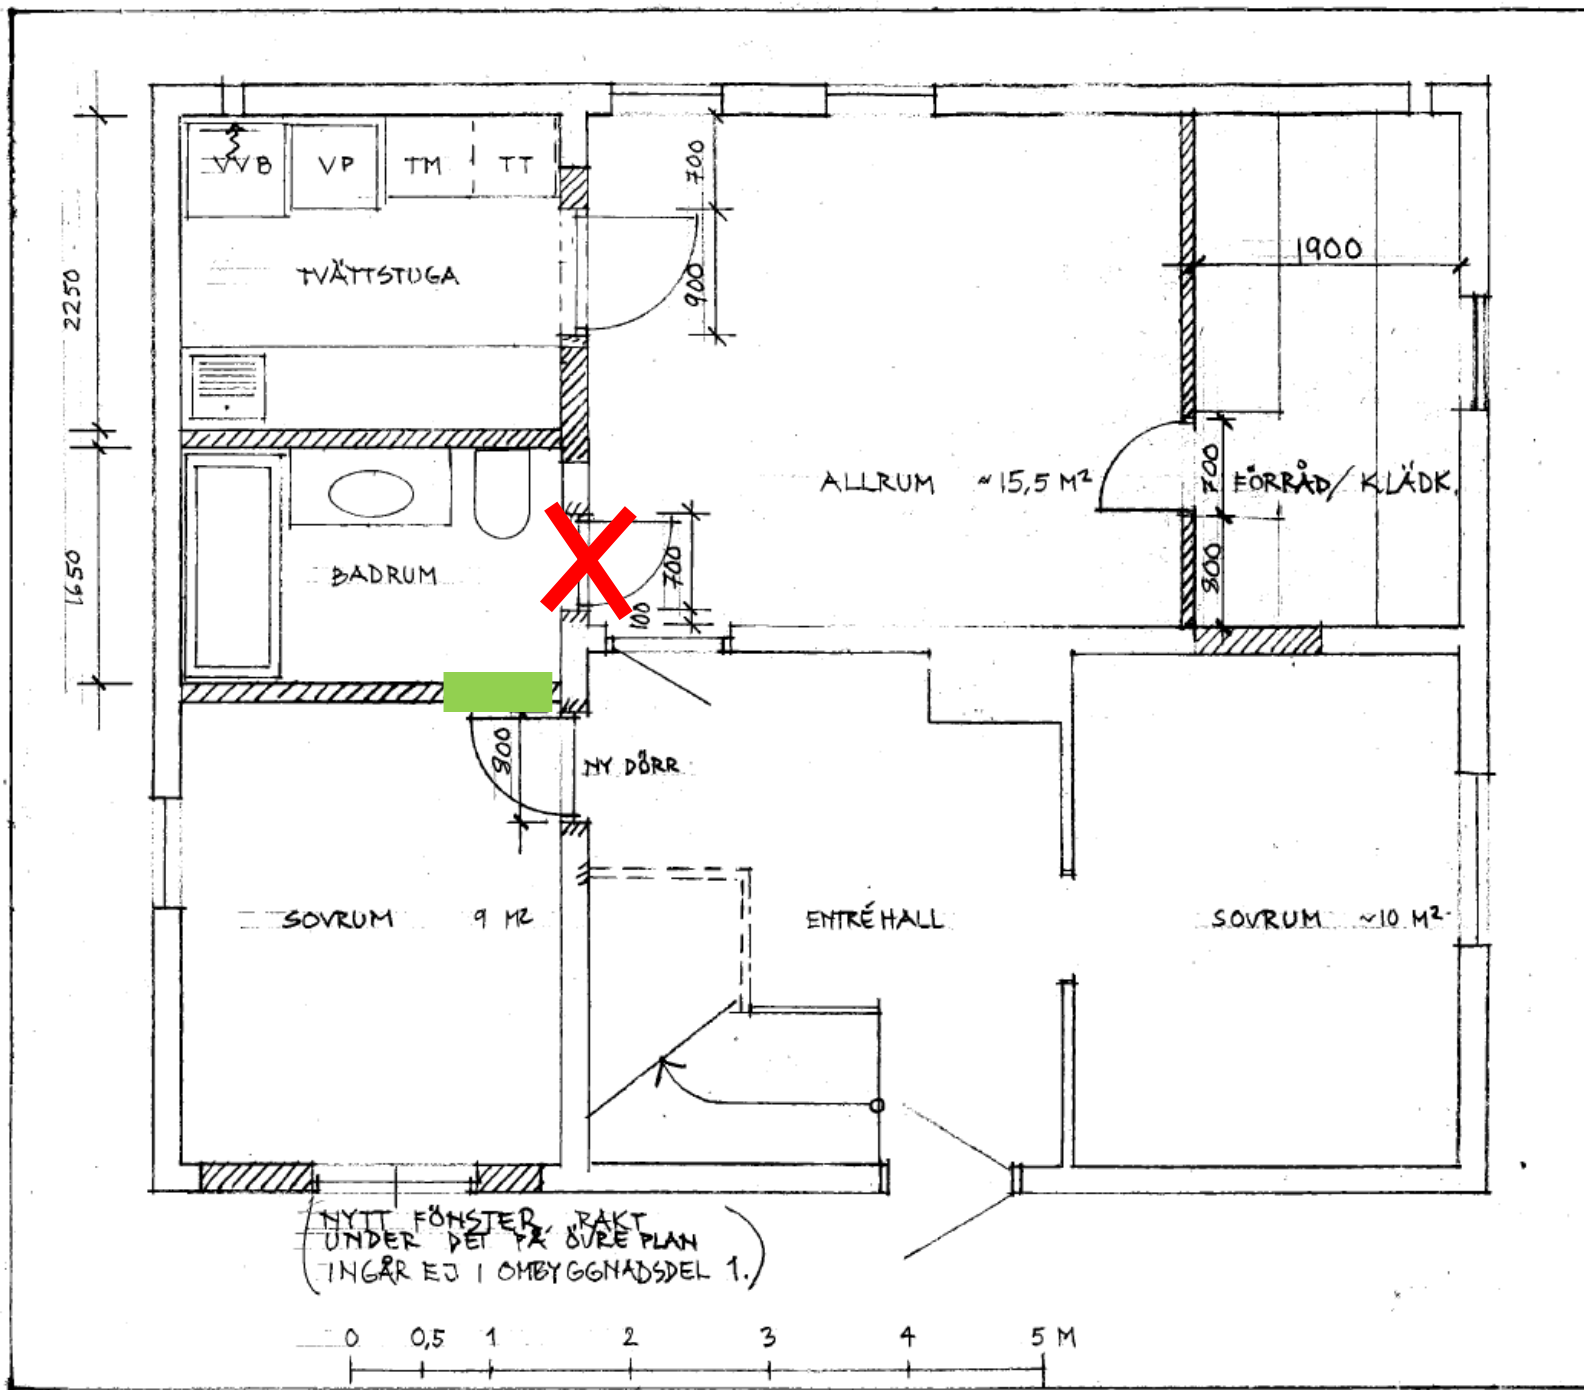 VVB
VP
TM
TT
700
1900
TVÄTTSTUGA
900
2250
ALLRUM ~15,5 M²
700
FÖRRÅD/KLÄDK.
BADRUM
700
800
1650
100
800
NY DÖRR
SOVRUM 9 M²
ENTRÉHALL
SOVRUM ~10 M²
(NYTT FÖNSTER, RAKT
UNDER DET PÅ ÖVRE PLAN
INGÅR EJ I OMBYGGNADSDEL 1.)
0 0,5 1 2 3 4 5 M